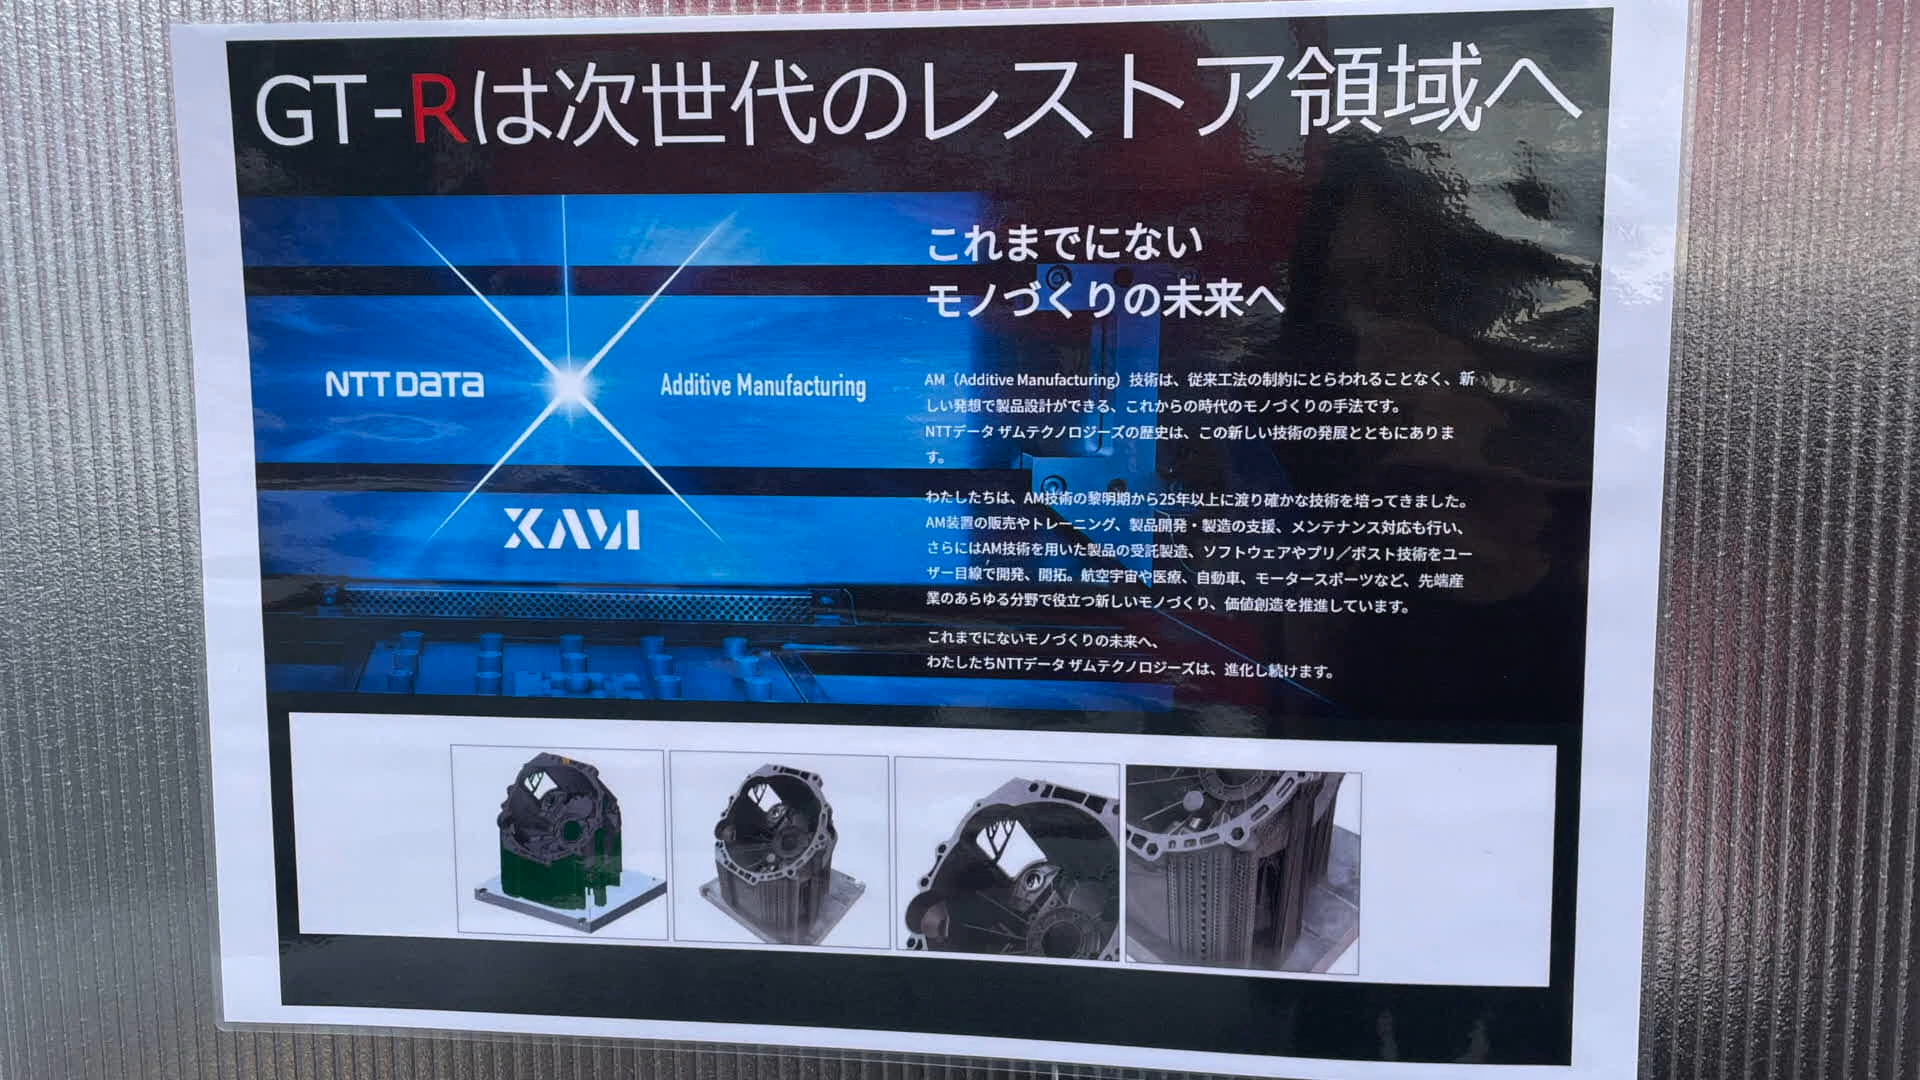 GT-Rは次世代のレストア領域へ
これまでにない
モノづくりの未来へ
NTT DATA
Additive Manufacturing
XAM
AM（Additive Manufacturing）技術は、従来工法の制約にとらわれることなく、新
しい発想で製品設計ができる、これからの時代のモノづくりの手法です。
NTTデータ ザムテクノロジーズの歴史は、この新しい技術の発展とともにありま
す。
わたしたちは、AM技術の黎明期から25年以上に渡り確かな技術を培ってきました。
AM装置の販売やトレーニング、製品開発・製造の支援、メンテナンス対応も行い、
さらにはAM技術を用いた製品の受託製造、ソフトウェアやプリ／ポスト技術をユー
ザー目線で開発、開拓。航空宇宙や医療、自動車、モータースポーツなど、先端産
業のあらゆる分野で役立つ新しいモノづくり、価値創造を推進しています。
これまでにないモノづくりの未来へ、
わたしたちNTTデータ ザムテクノロジーズは、進化し続けます。